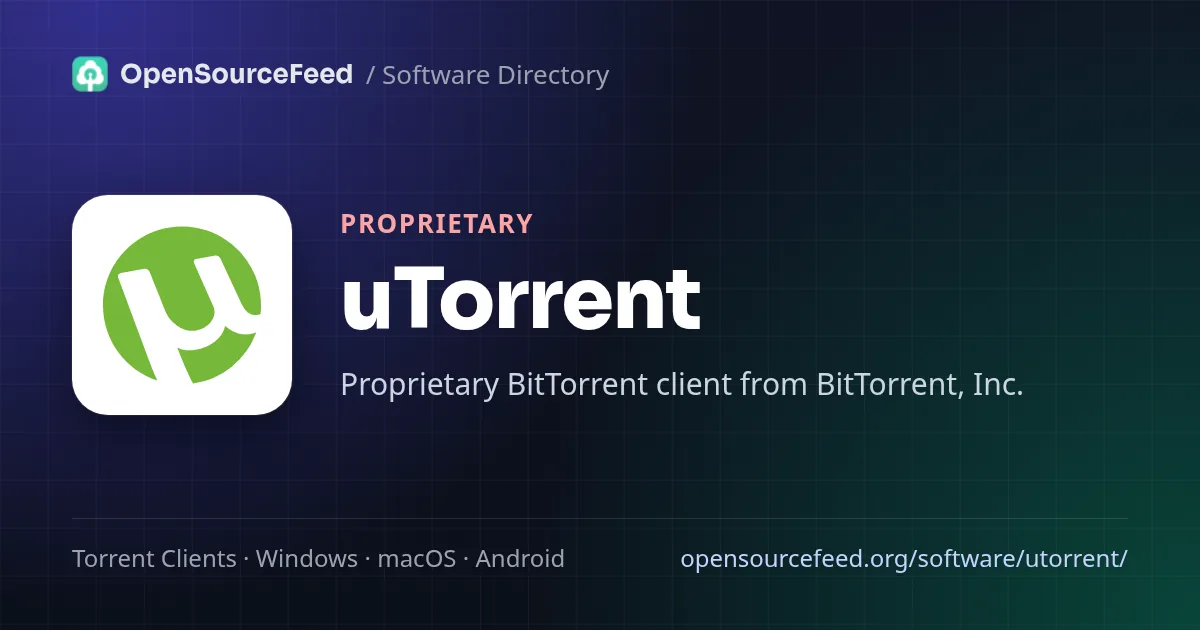 OpenSourceFeed / Software Directory
PROPRIETARY
uTorrent
Proprietary BitTorrent client from BitTorrent, Inc.
Torrent Clients · Windows · macOS · Android
opensourcefeed.org/software/utorrent/